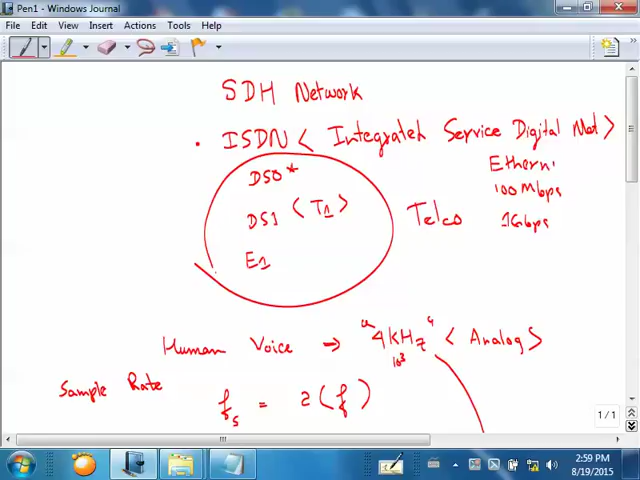 Pen1 - Windows Journal
File Edit View Insert Actions Tools Help
SDH Network
• ISDN < Integrateh Service Digital Net >
DS0 *
DS1 < T1 >
E1
Telco
Ethern
100 Mbps
1Gbps
Human Voice → "4KHz" < Analog >
10³
Sample Rate
fs = 2 (f)
1 / 1
2:59 PM
8/19/2015